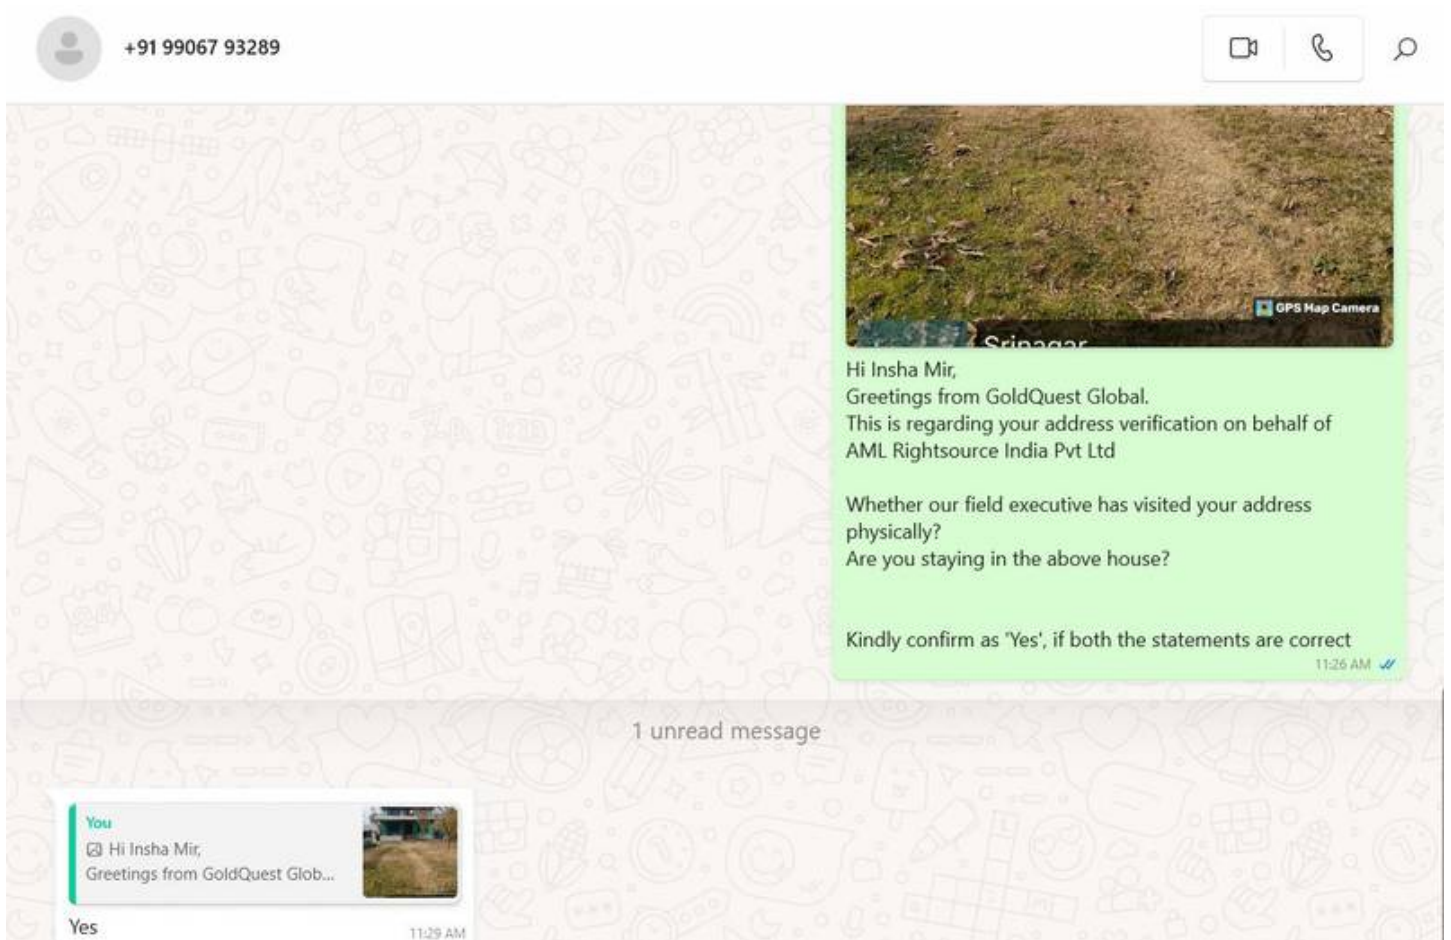 +91 99067 93289
GPS Map Camera
Srinagar
Hi Insha Mir,
Greetings from GoldQuest Global.
This is regarding your address verification on behalf of
AML Rightsource India Pvt Ltd
Whether our field executive has visited your address
physically?
Are you staying in the above house?
Kindly confirm as 'Yes', if both the statements are correct
11:26 AM
1 unread message
You
Hi Insha Mir,
Greetings from GoldQuest Glob...
Yes
11:29 AM